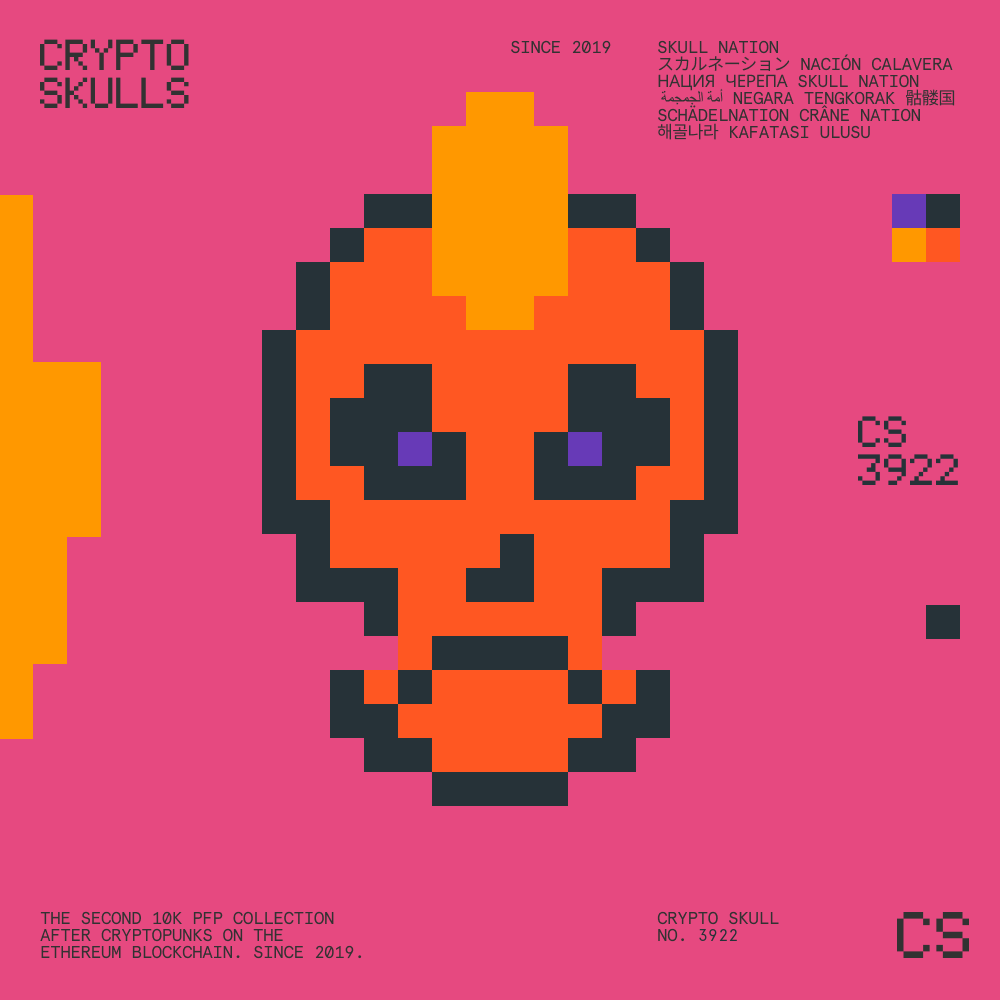 CRYPTO
SKULLS
SINCE 2019
SKULL NATION
スカルネーション NACIÓN CALAVERA
НАЦИЯ ЧЕРЕПА SKULL NATION
أمة الجمجمة NEGARA TENGKORAK 骷髅国
SCHÄDELNATION CRÂNE NATION
해골나라 KAFATASI ULUSU
CS
3922
THE SECOND 10K PFP COLLECTION
AFTER CRYPTOPUNKS ON THE
ETHEREUM BLOCKCHAIN. SINCE 2019.
CRYPTO SKULL
NO. 3922
CS